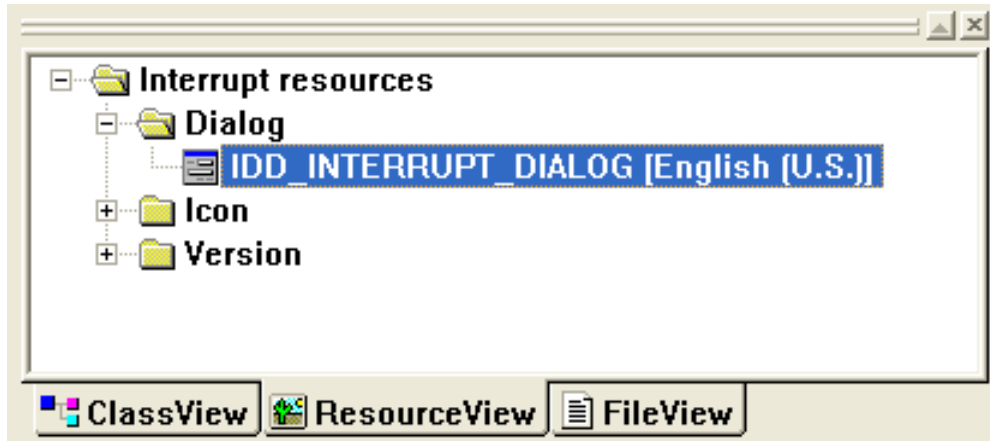 Interrupt resources
Dialog
IDD_INTERRUPT_DIALOG [English (U.S.)]
Icon
Version
ClassView ResourceView FileView